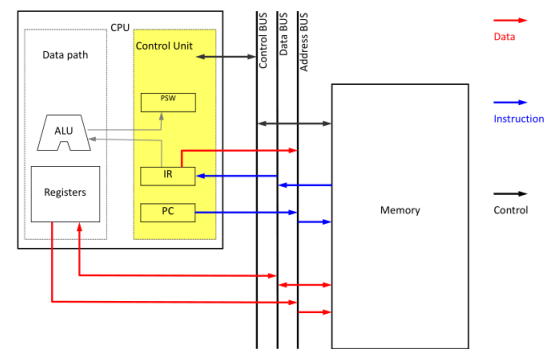 CPU
Data path
Control Unit
PSW
ALU
IR
Registers
PC
Control BUS
Data BUS
Address BUS
Memory
Data
Instruction
Control